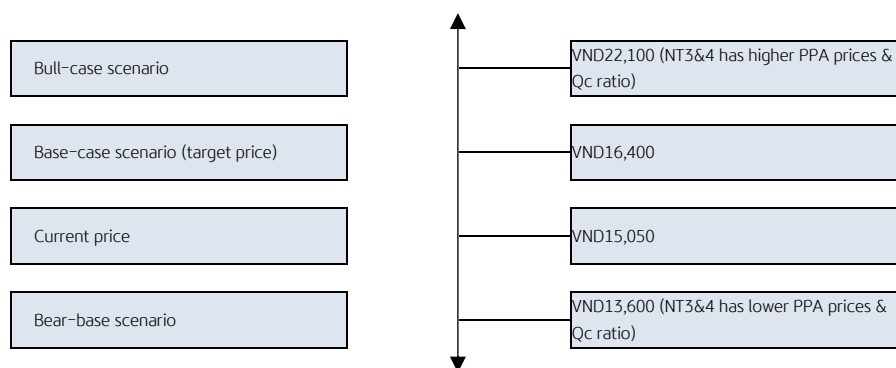 Bull-case scenario
VND22,100 (NT3&4 has higher PPA prices &
Qc ratio)
Base-case scenario (target price)
VND16,400
Current price
VND15,050
Bear-base scenario
VND13,600 (NT3&4 has lower PPA prices &
Qc ratio)